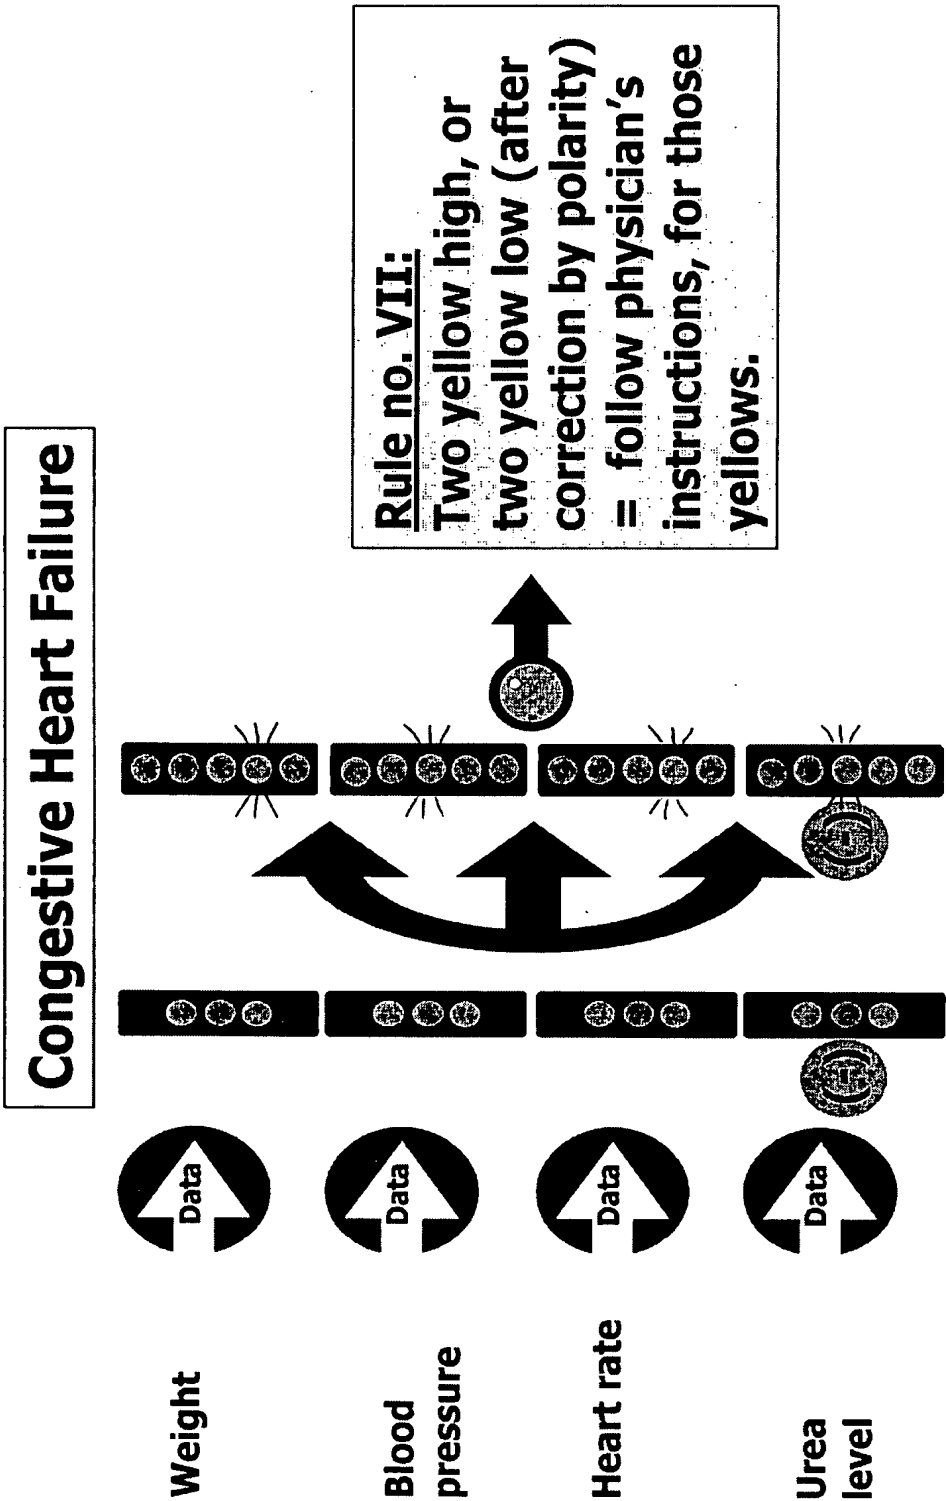 Congestive Heart Failure
Weight
Data
Blood
pressure
Data
Heart rate
Data
Urea
level
Data
(-)
(-)
Rule no. VII:
Two yellow high, or
two yellow low (after
correction by polarity)
= follow physician's
instructions, for those
yellows.